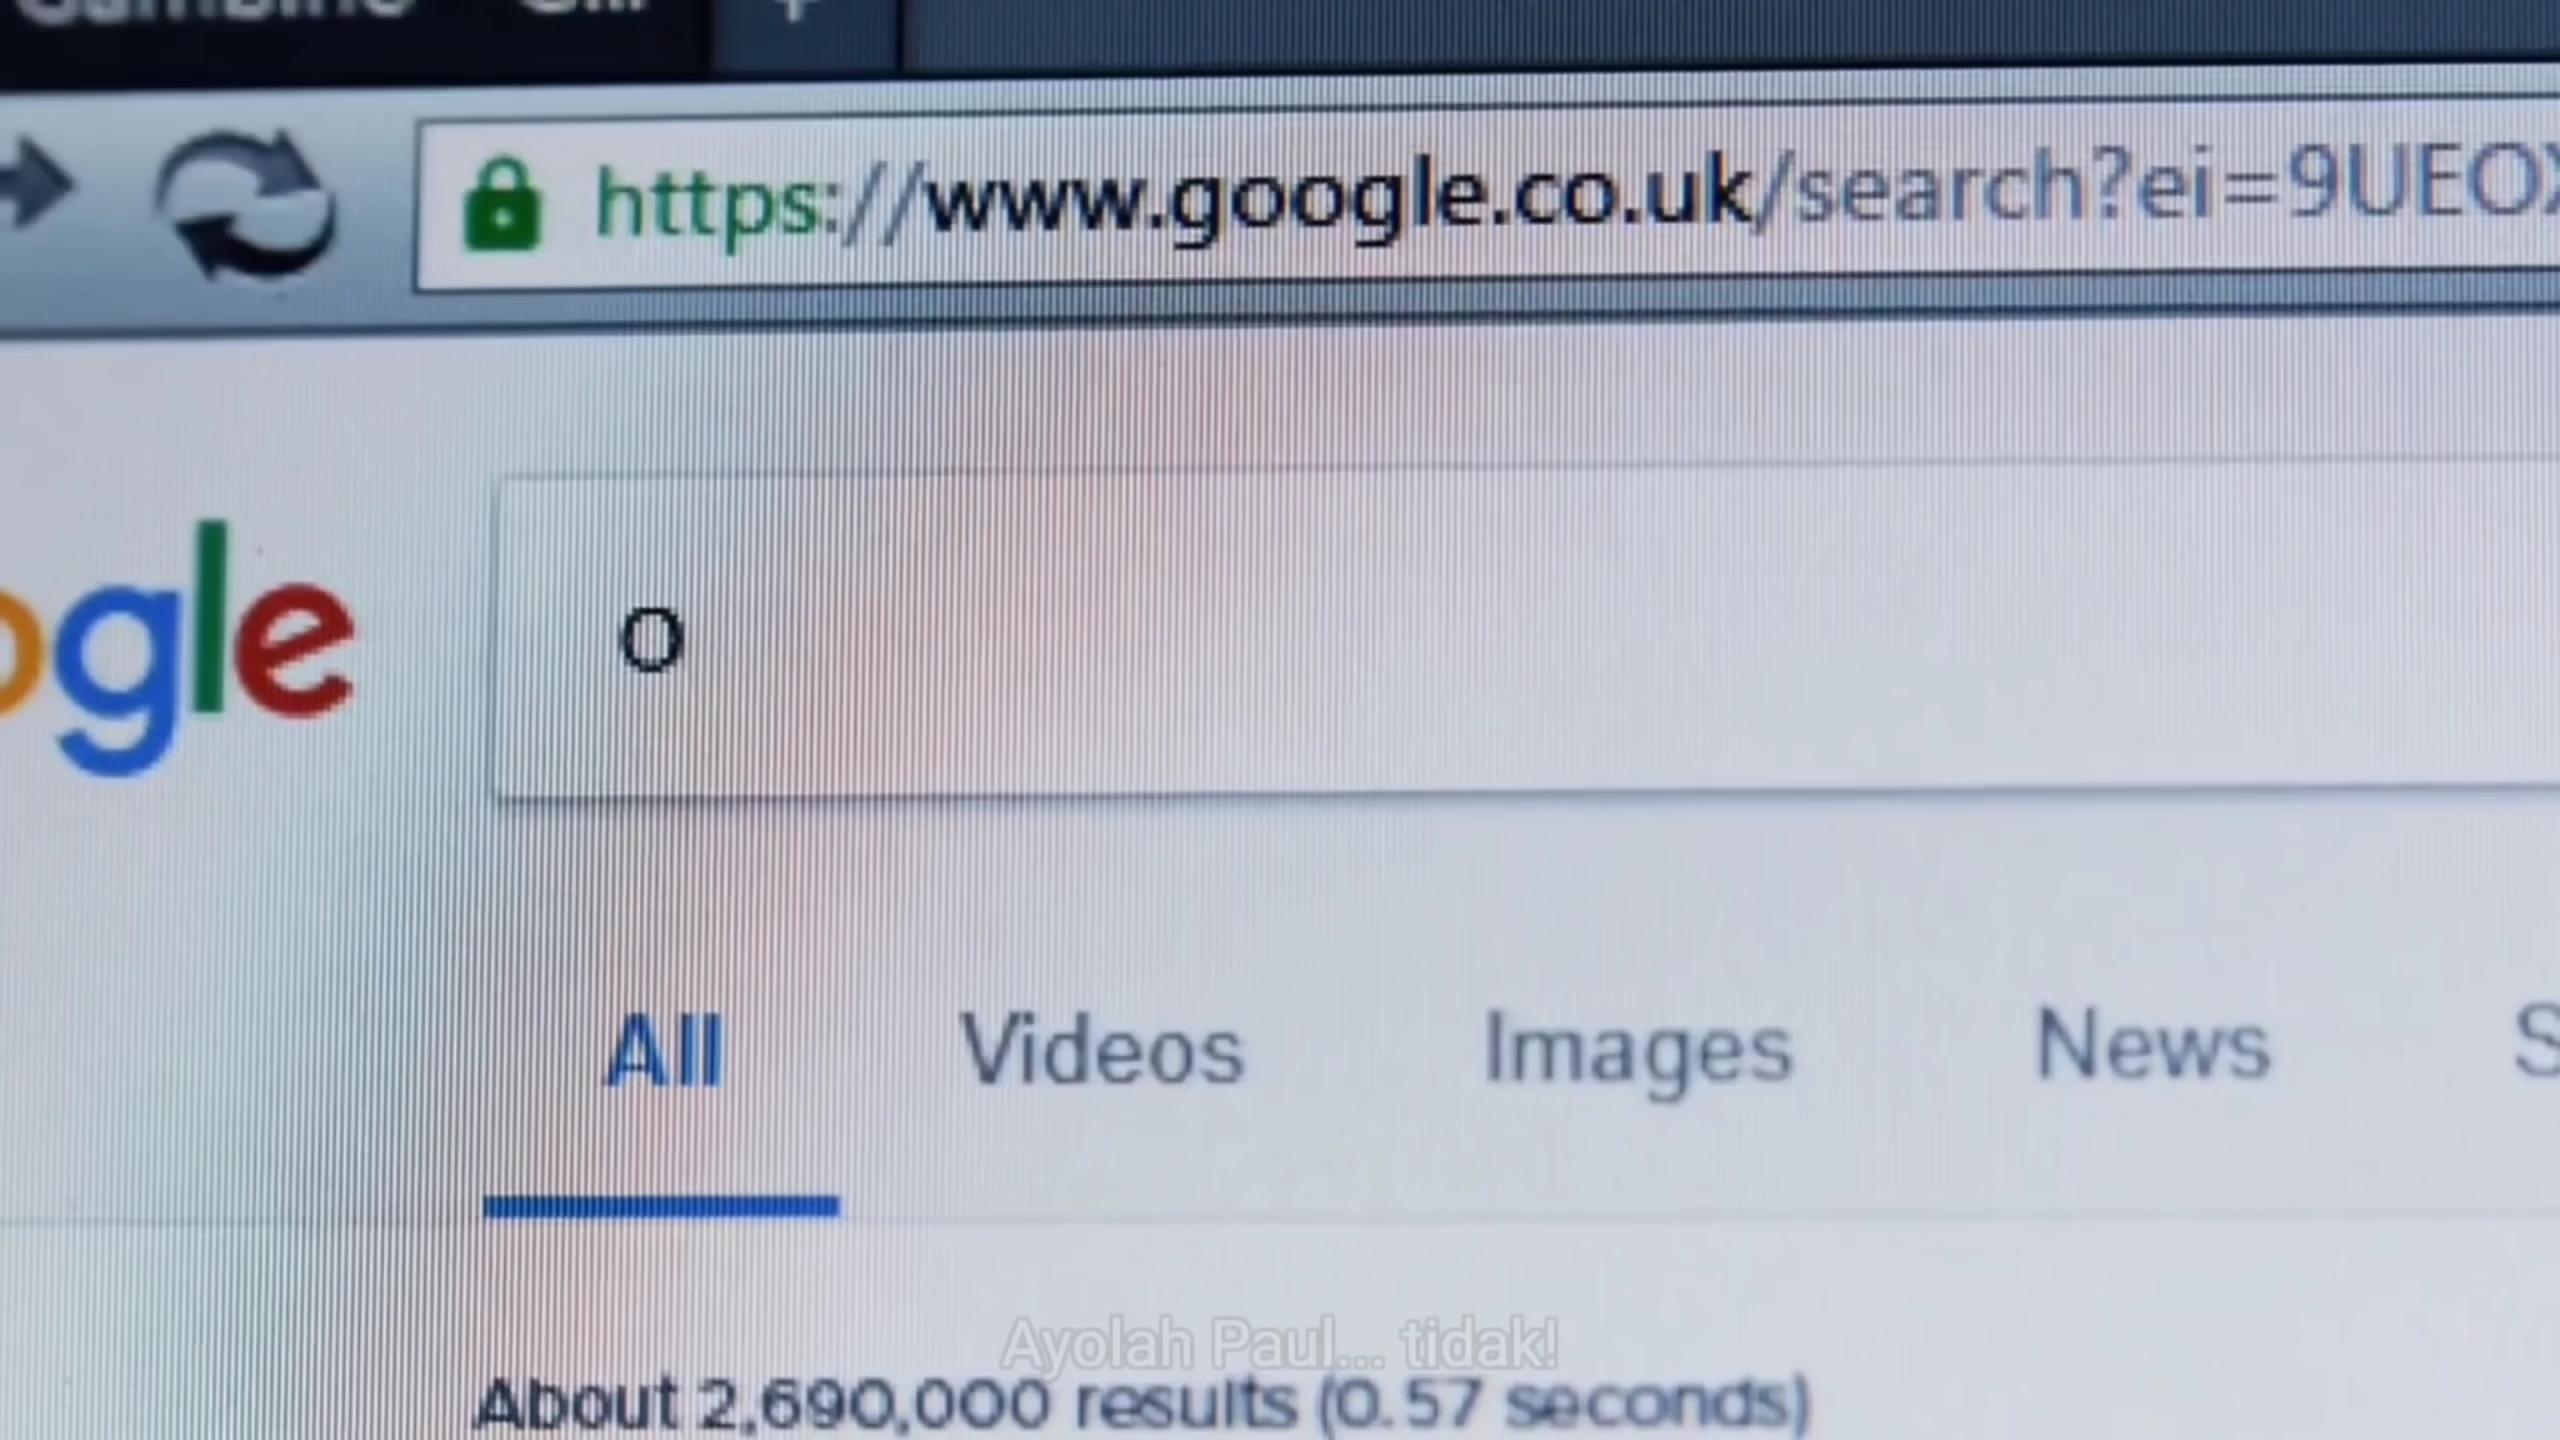 https://www.google.co.uk/search?ei=9UEO
ogle
O
All Videos Images News S
Ayolah Paul... tidak!
About 2,690,000 results (0.57 seconds)